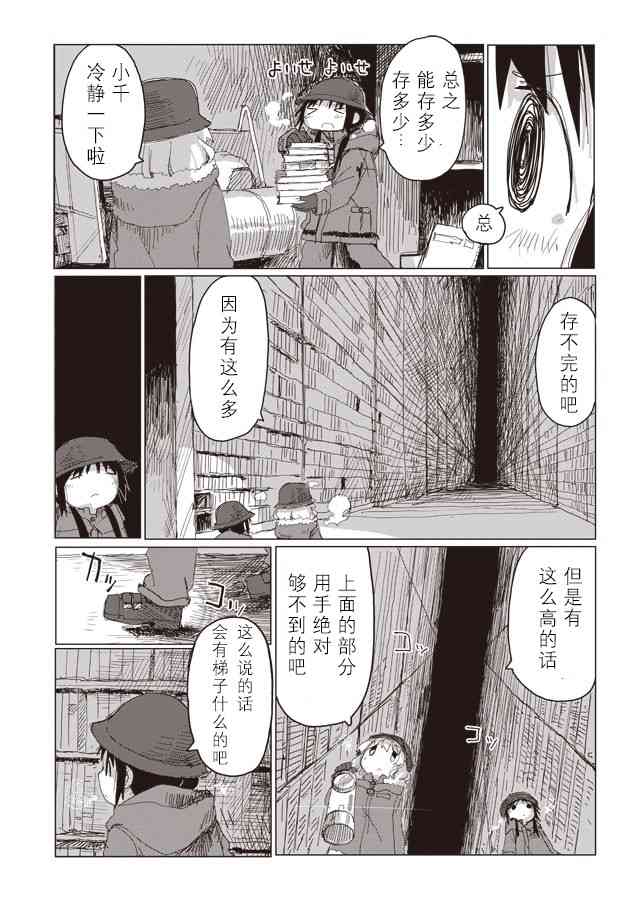 总
总之
能存多少
存多少…
よいせ よいせ
小千
冷静一下啦
存不完的吧
因为有这么多
但是有
这么高的话
上面的部分
用手绝对
够不到的吧
コッ
コッ
カッ
コッ
这么说的话
会有梯子什么的吧